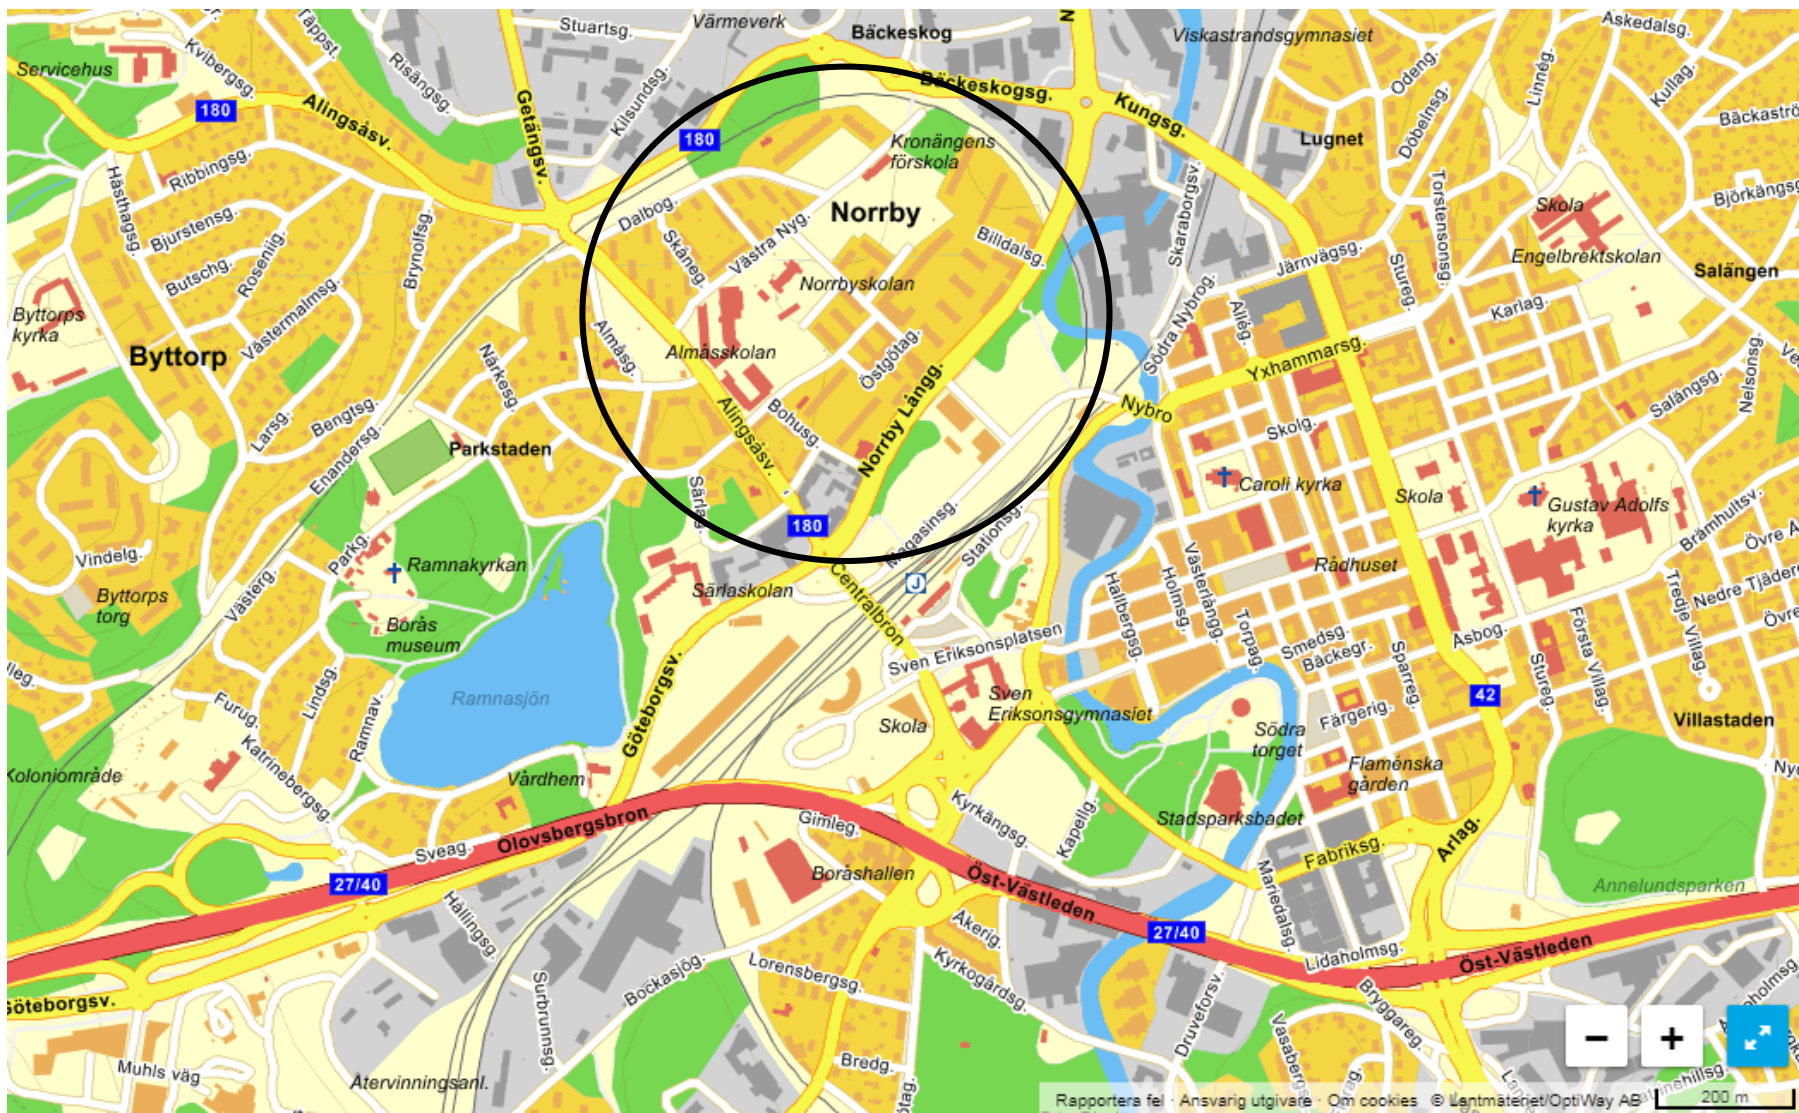 Stuartsg.
Värmeverk
Bäckeskog
Viskastrandsgymnasiet
Askedalsg.
Täppst.
Kvibergsg.
Servicehus
Risängsg.
Kilsundsg.
Getängsv.
180
Alingsåsv.
180
Bäckeskogsg.
Kungsg.
Lugnet
Odeng.
Döbelnsg.
Linnég.
Kullag.
Bäckaströ
Ribbingsg.
Hästhagsg.
Bjurstensg.
Butschg.
Rosenlig.
Västermalmsg.
Brynolfsg.
Kronängens
förskola
Norrby
Dalbog.
Skåneg.
Västra Nyg.
Billdalsg.
Norrbyskolan
Skaraborgsv.
Torstensonsg.
Skola
Björkängsg
Engelbrektskolan
Salängen
Järnvägsg.
Stureg.
Karlag.
Byttorps
kyrka
Byttorp
Närkesg.
Almåsg.
Almåsskolan
Östgötag.
Södra Nybrog.
Allég.
Yxhammarsg.
Nybro
Salängsg.
Nelsonsg.
Larsg.
Bengtsg.
Enandersg.
Parkstaden
Alingsåsv.
Bohusg.
Norrby Långg.
Skolg.
Caroli kyrka
Skola
Gustav Adolfs
kyrka
Brämhultsv.
Särlag.
180
Magasinsg.
Stationsg.
J
Vindelg.
Parkg.
Ramnakyrkan
Västerg.
Byttorps
torg
Borås
museum
Särlaskolan
Centralbron
Sven Eriksonsplatsen
Hallbergsg.
Holmsg.
Västerlångg.
Torpag.
Rådhuset
Smedsg.
Bäckegr.
Sparreg.
Åsbog.
Stureg.
Första Villag.
Tredje Villag.
Nedre Tjäder
Övre
Ramnasjön
Göteborgsv.
Skola
Sven
Eriksonsgymnasiet
Södra
torget
Färgerig.
Flamenska
gården
42
Villastaden
Lindsg.
Furug.
Ramnav.
Katrinebergsg.
Koloniområde
Vårdhem
Olovsbergsbron
Sveag.
27/40
Gimleg.
Kyrkängsg.
Kapellg.
Stadsparksbadet
Fabriksg.
Arlag.
Boråshallen
Öst-Västleden
27/40
Mariedalsg.
Annelundsparken
Hållingsg.
Åkerig.
Lidaholmsg.
Öst-Västleden
Göteborgsv.
Surbrunnsg.
Bockasjög.
Lorensbergsg.
Kyrkogårdsg.
Druveforsv.
Bryggareg.
Muhls väg
Återvinningsanl.
Bredg.
− +
Rapportera fel · Ansvarig utgivare · Om cookies © Lantmäteriet/OptiWay AB
200 m